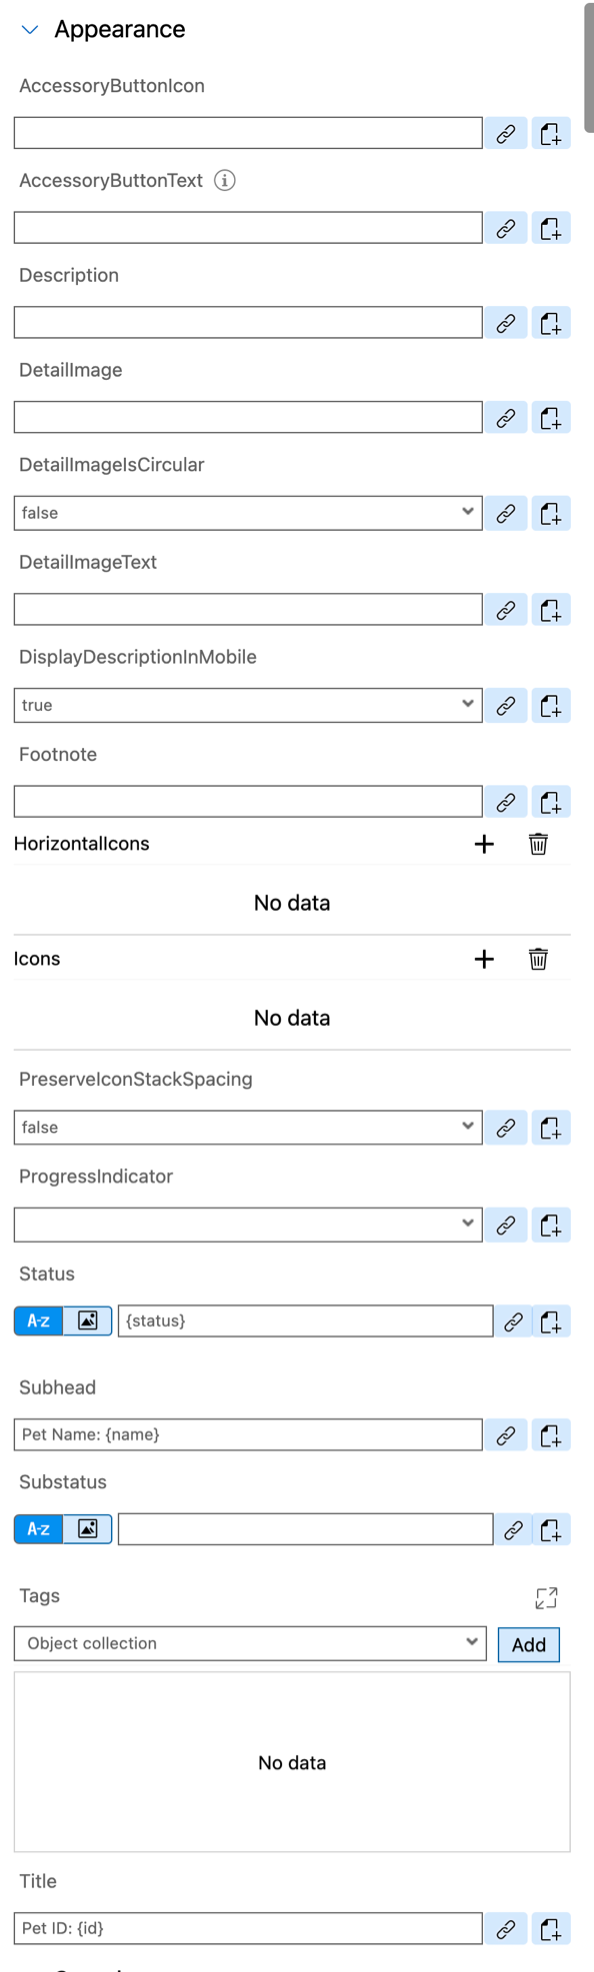 Appearance
AccessoryButtonIcon
AccessoryButtonText
Description
DetailImage
DetailImageIsCircular
false
DetailImageText
DisplayDescriptionInMobile
true
Footnote
HorizontalIcons
No data
Icons
No data
PreserveIconStackSpacing
false
ProgressIndicator
Status
A-z {status}
Subhead
Pet Name: {name}
Substatus
A-z
Tags
Object collection Add
No data
Title
Pet ID: {id}